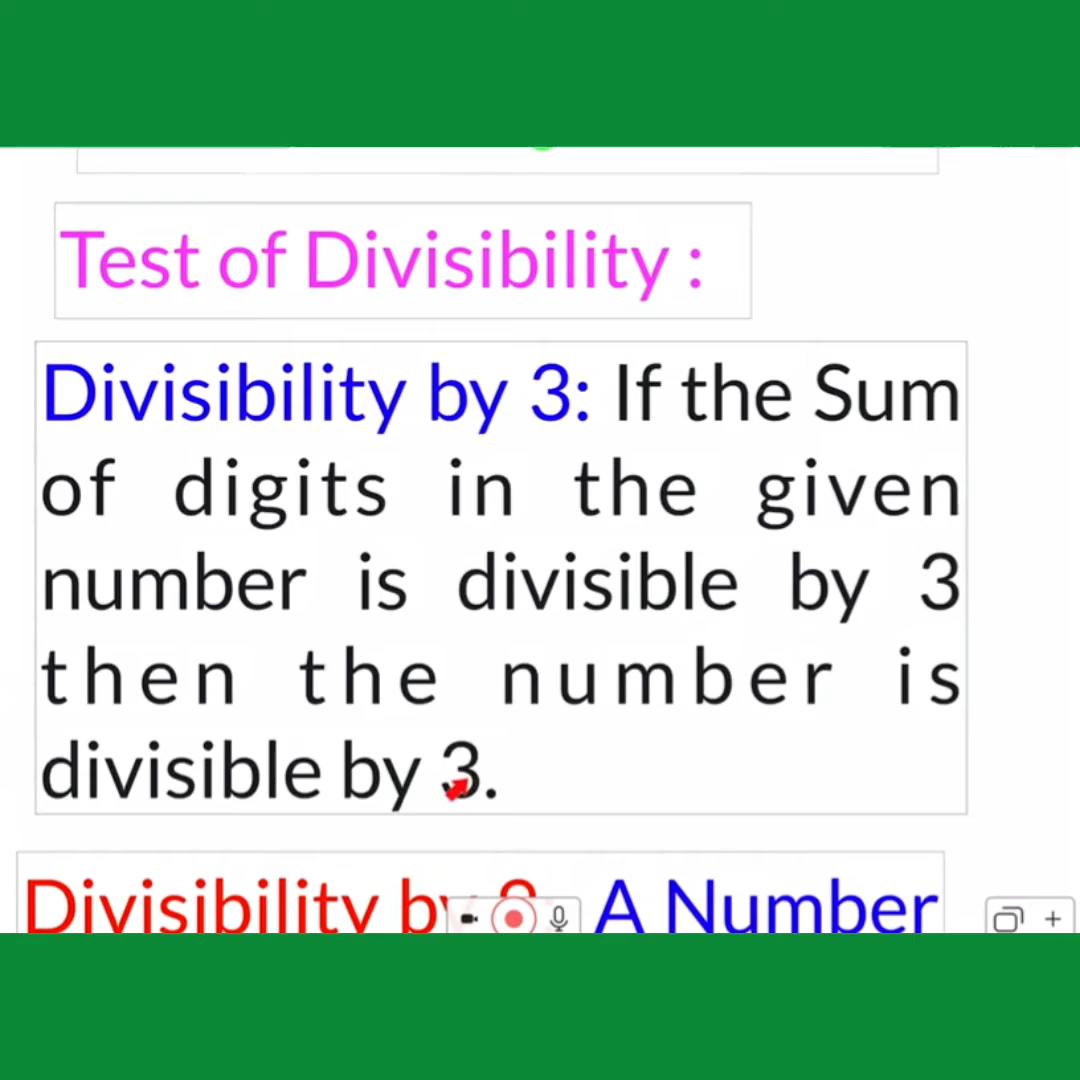 Test of Divisibility :
Divisibility by 3: If the Sum
of digits in the given
number is divisible by 3
then the number is
divisible by 3.
Divisibility A Number